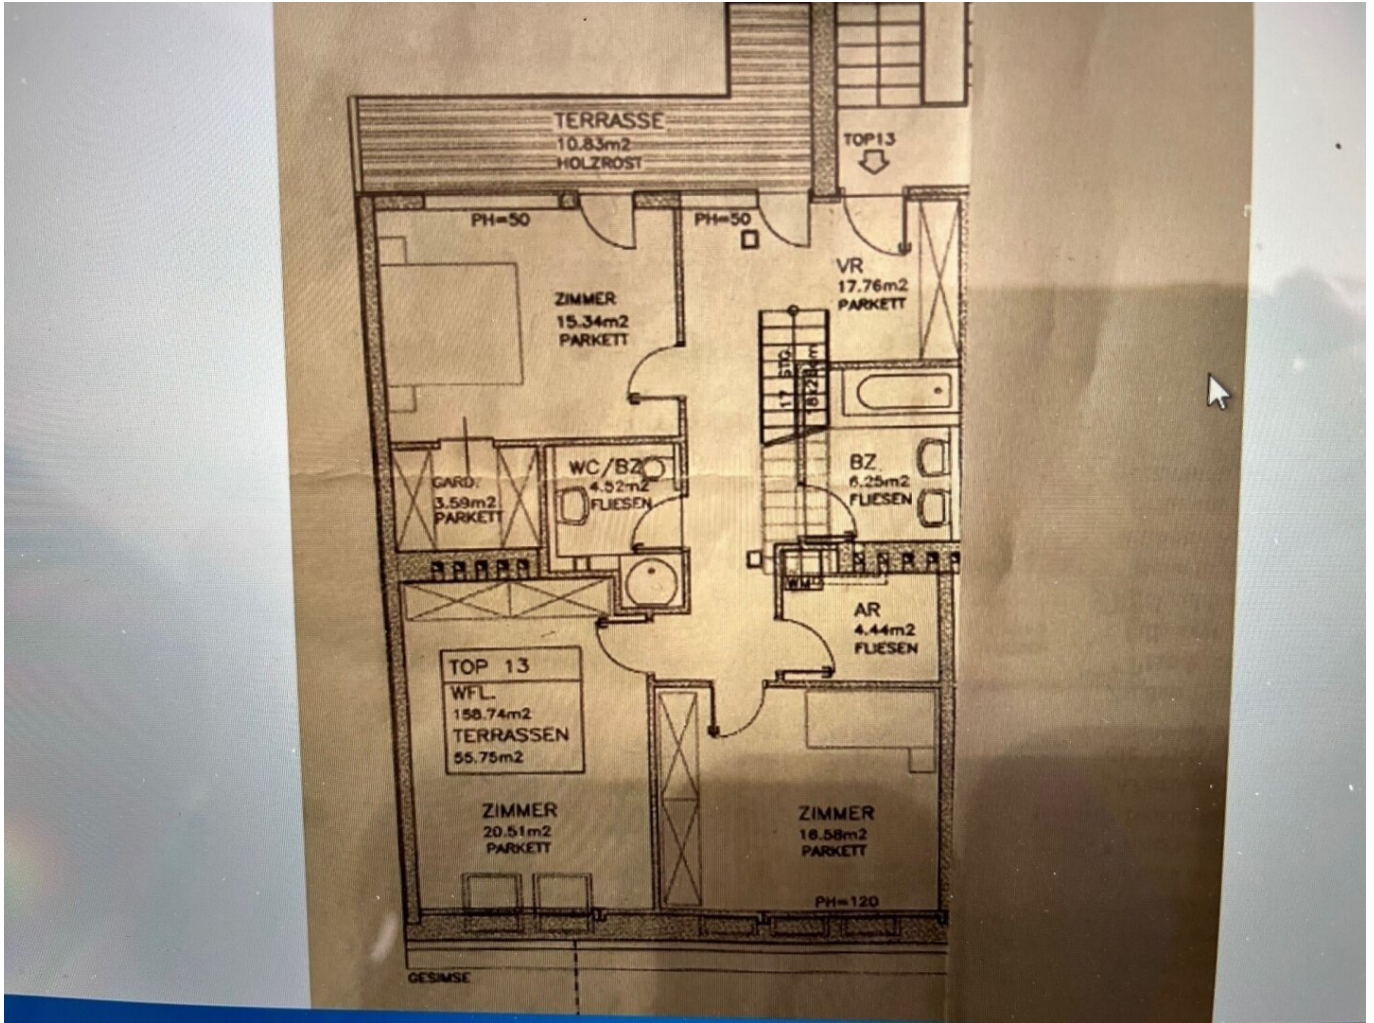 TERRASSE
10.83m2
HOLZROST
TOP13
PH=50
PH=50
VR
17.76m2
PARKETT
ZIMMER
15.34m2
PARKETT
17 STG
18x28cm
WC/BZ
4.52m2
FLIESEN
BZ
6.25m2
FLIESEN
GARD.
3.59m2
PARKETT
WM
AR
4.44m2
FLIESEN
TOP 13
WFL.
158.74m2
TERRASSEN
55.75m2
ZIMMER
20.51m2
PARKETT
ZIMMER
16.58m2
PARKETT
PH=120
GESIMSE